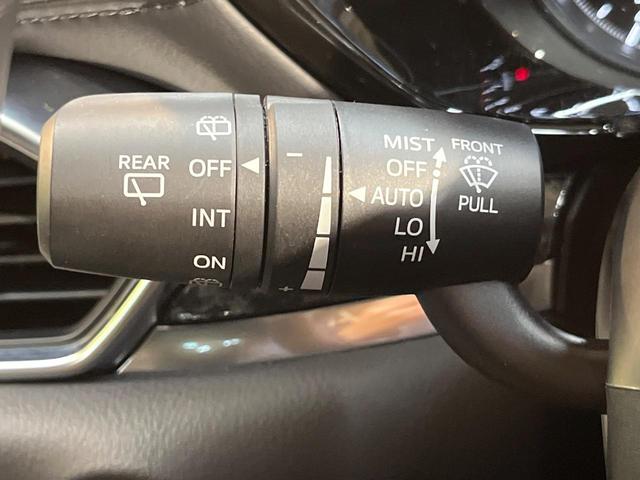 REAR
OFF
INT
ON
−
+
MIST
OFF
AUTO
LO
HI
FRONT
PULL